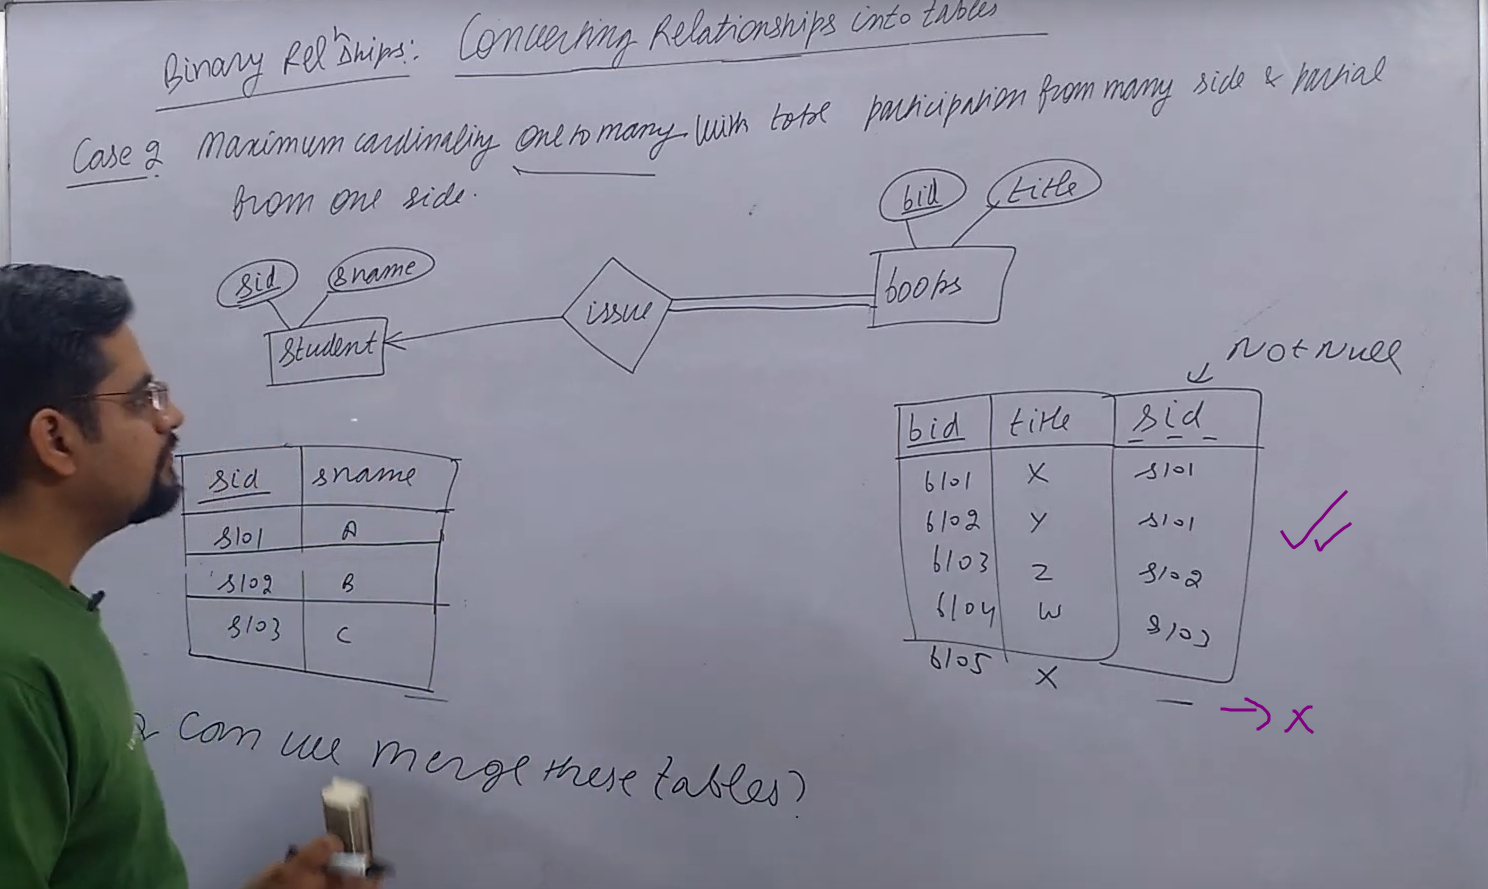 Binary Rel^nships: Converting Relationships into tables
Case 2 Maximum cardinality one to many with total participation from many side & partial
from one side.
bid title
sid sname
student issue books
Not Null
bid title sid
b101 X s101
b102 Y s101
b103 Z s102
b104 W s103
b105 X — → X
sid sname
s101 A
s102 B
s103 C
Can we merge these tables?